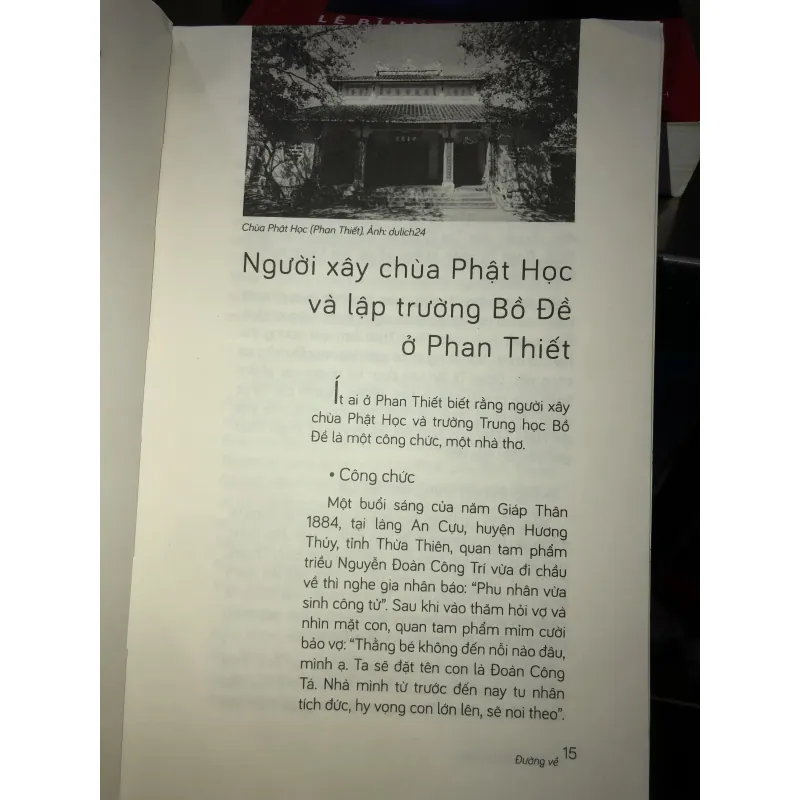 LÊ BÌNH
Chùa Phật Học (Phan Thiết). Ảnh: dulich24
Người xây chùa Phật Học
và lập trường Bồ Đề
ở Phan Thiết
Ít ai ở Phan Thiết biết rằng người xây
chùa Phật Học và trường Trung học Bồ
Đề là một công chức, một nhà thơ.
• Công chức
Một buổi sáng của năm Giáp Thân
1884, tại làng An Cựu, huyện Hương
Thủy, tỉnh Thừa Thiên, quan tam phẩm
triều Nguyễn Đoàn Công Trí vừa đi chầu
về thì nghe gia nhân báo: “Phu nhân vừa
sinh công tử”. Sau khi vào thăm hỏi vợ và
nhìn mặt con, quan tam phẩm mỉm cười
bảo vợ: “Thằng bé không đến nỗi nào đâu,
mình ạ. Ta sẽ đặt tên con là Đoàn Công
Tá. Nhà mình từ trước đến nay tu nhân
tích đức, hy vọng con lớn lên, sẽ noi theo”.
Đường về 15